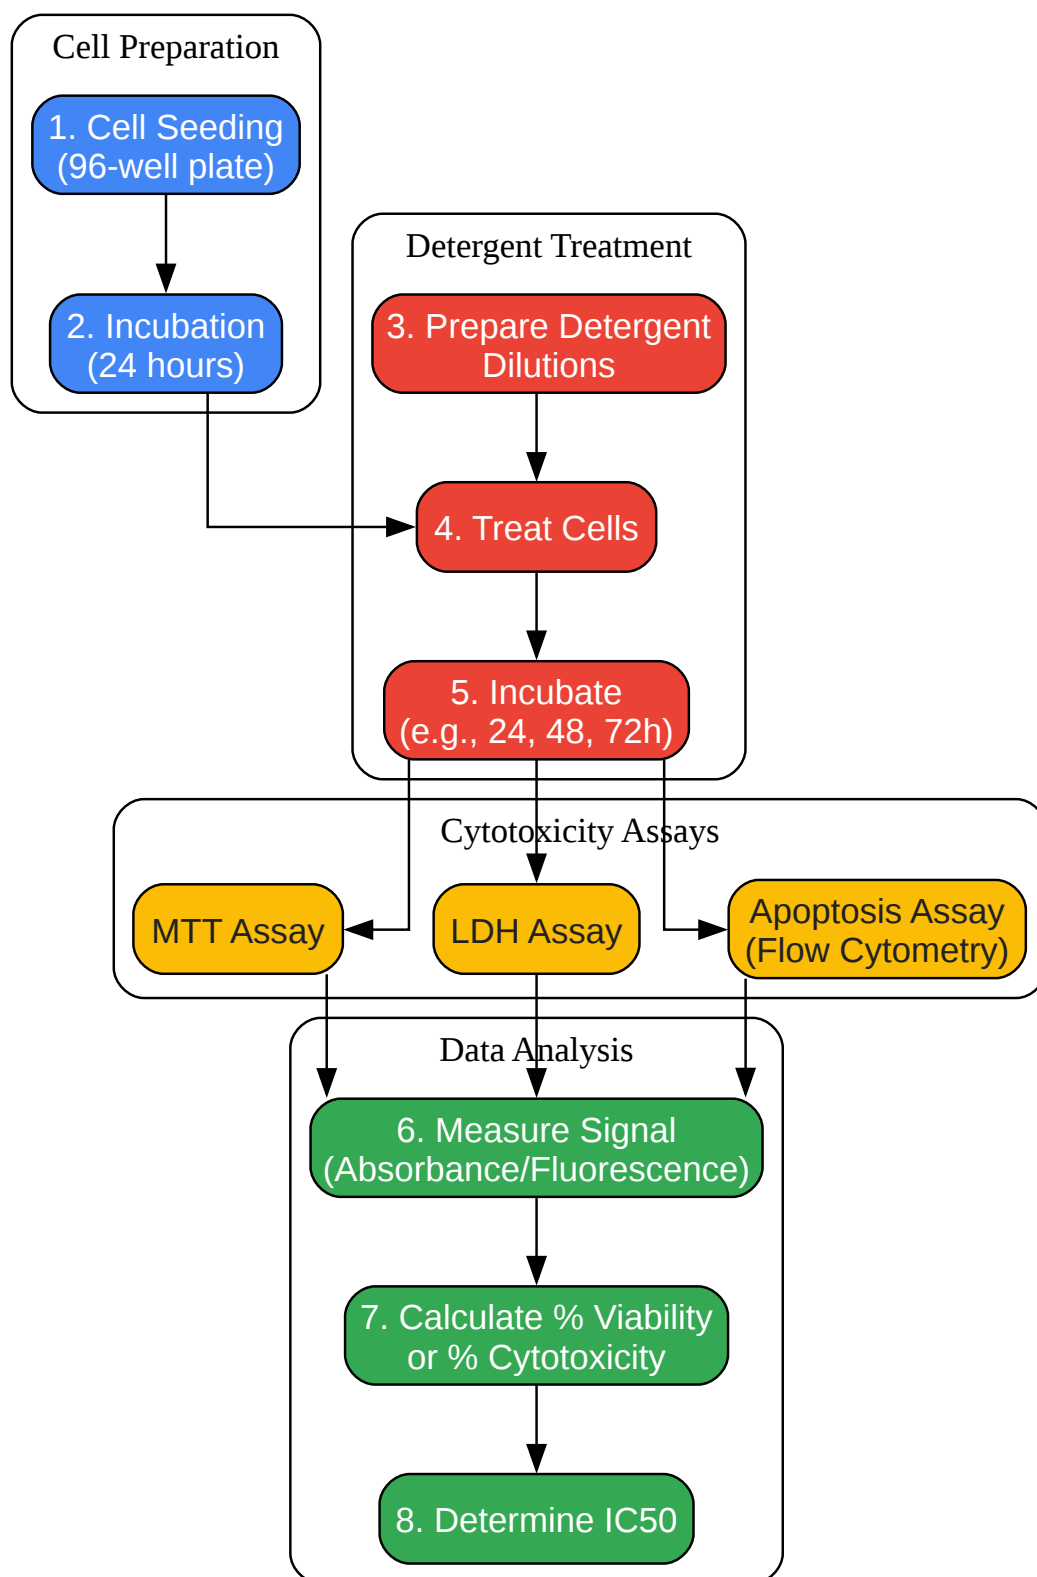 Cell Preparation
1. Cell Seeding
(96-well plate)
2. Incubation
(24 hours)
Detergent Treatment
3. Prepare Detergent
Dilutions
4. Treat Cells
5. Incubate
(e.g., 24, 48, 72h)
Cytotoxicity Assays
MTT Assay
LDH Assay
Apoptosis Assay
(Flow Cytometry)
Data Analysis
6. Measure Signal
(Absorbance/Fluorescence)
7. Calculate % Viability
or % Cytotoxicity
8. Determine IC50